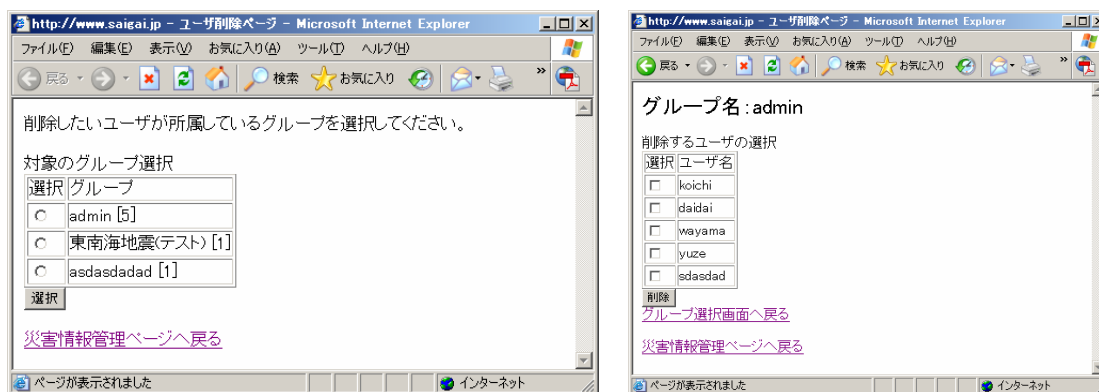 http://www.saigai.jp - ユーザ削除ページ - Microsoft Internet Explorer
ファイル(F) 編集(E) 表示(V) お気に入り(A) ツール(T) ヘルプ(H)
戻る 検索 お気に入り »
削除したいユーザが所属しているグループを選択してください。
対象のグループ選択
選択 グループ
admin [5]
東南海地震(テスト) [1]
asdasdadad [1]
選択
災害情報管理ページへ戻る
ページが表示されました インターネット
http://www.saigai.jp - ユーザ削除ページ - Microsoft Internet Explorer
ファイル(F) 編集(E) 表示(V) お気に入り(A) ツール(T) ヘルプ(H)
戻る 検索 お気に入り »
グループ名:admin
削除するユーザの選択
選択 ユーザ名
koichi
daidai
wayama
yuze
sdasdad
削除
グループ選択画面へ戻る
災害情報管理ページへ戻る
ページが表示されました インターネット